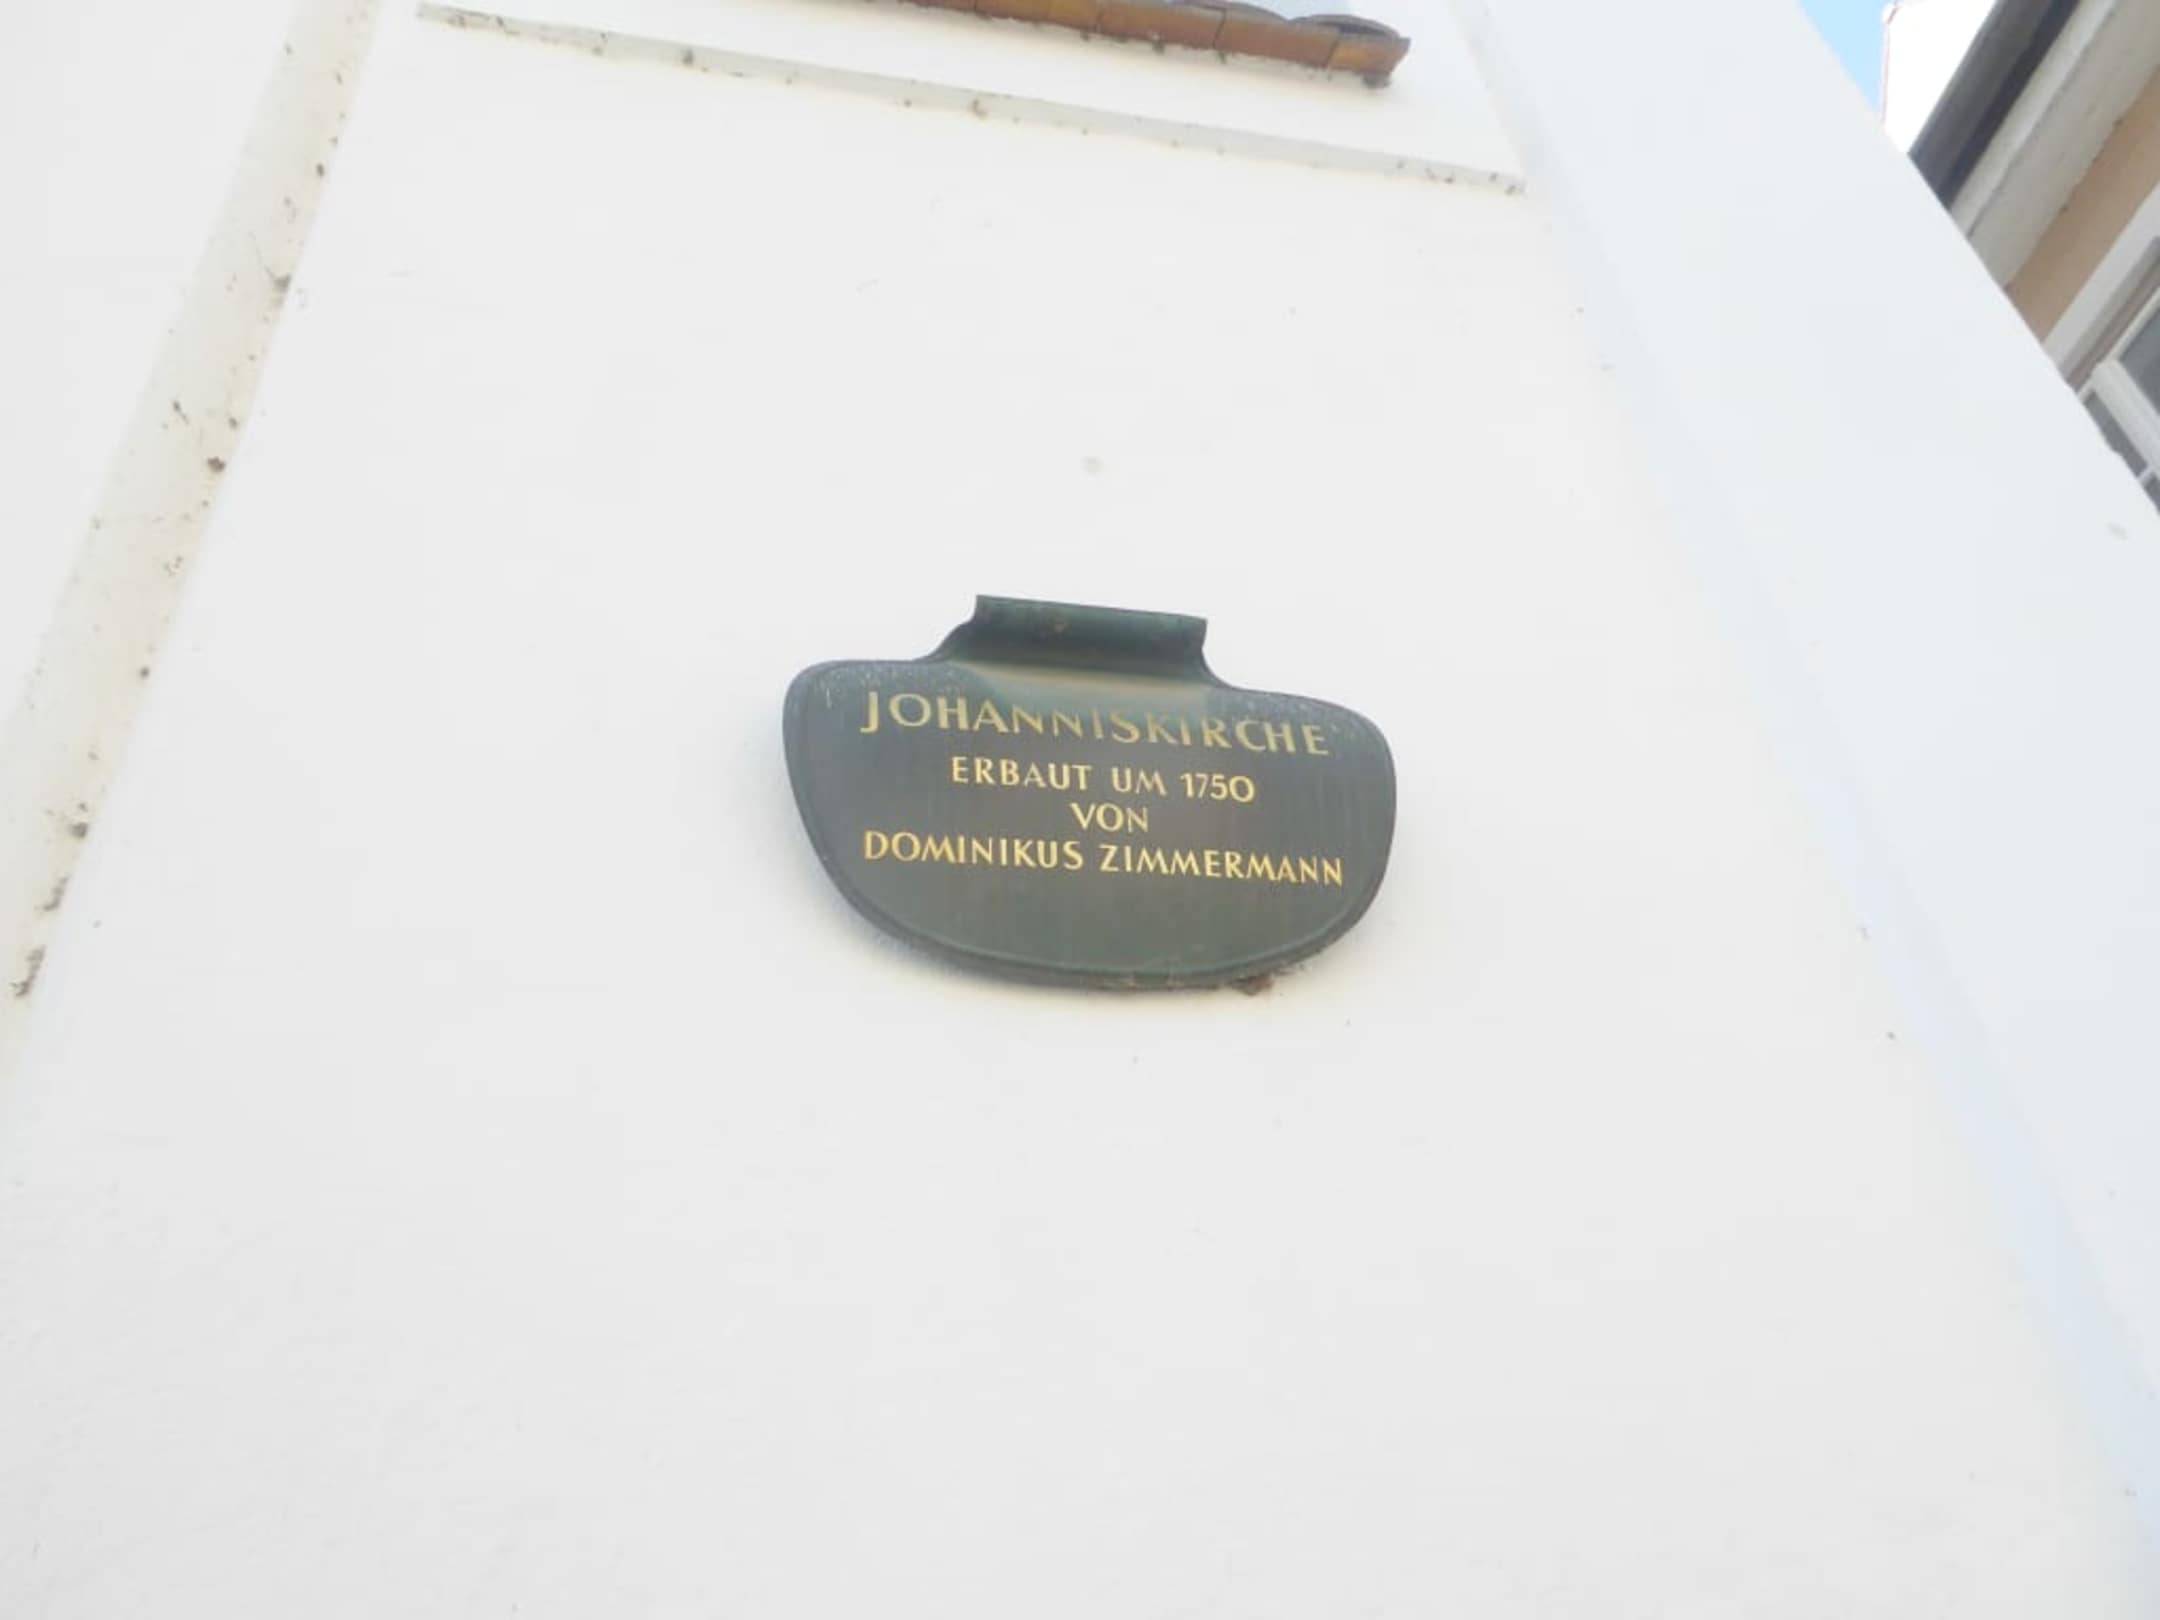 JOHANNISKIRCHE
ERBAUT UM 1750
VON
DOMINIKUS ZIMMERMANN